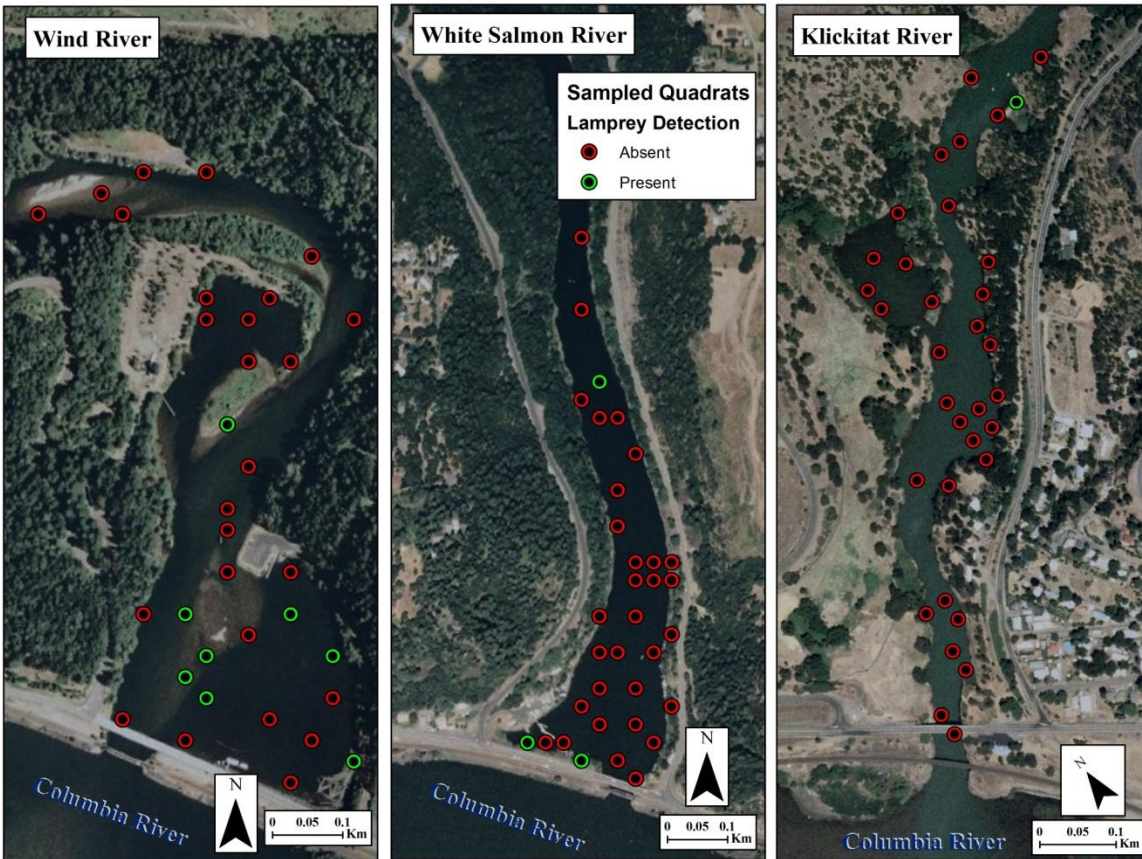 Wind River
White Salmon River
Klickitat River
Sampled Quadrats
Lamprey Detection
Absent
Present
N
0 0.05 0.1
Km
Columbia River
N
0 0.05 0.1
Km
Columbia River
N
0 0.05 0.1
Km
Columbia River